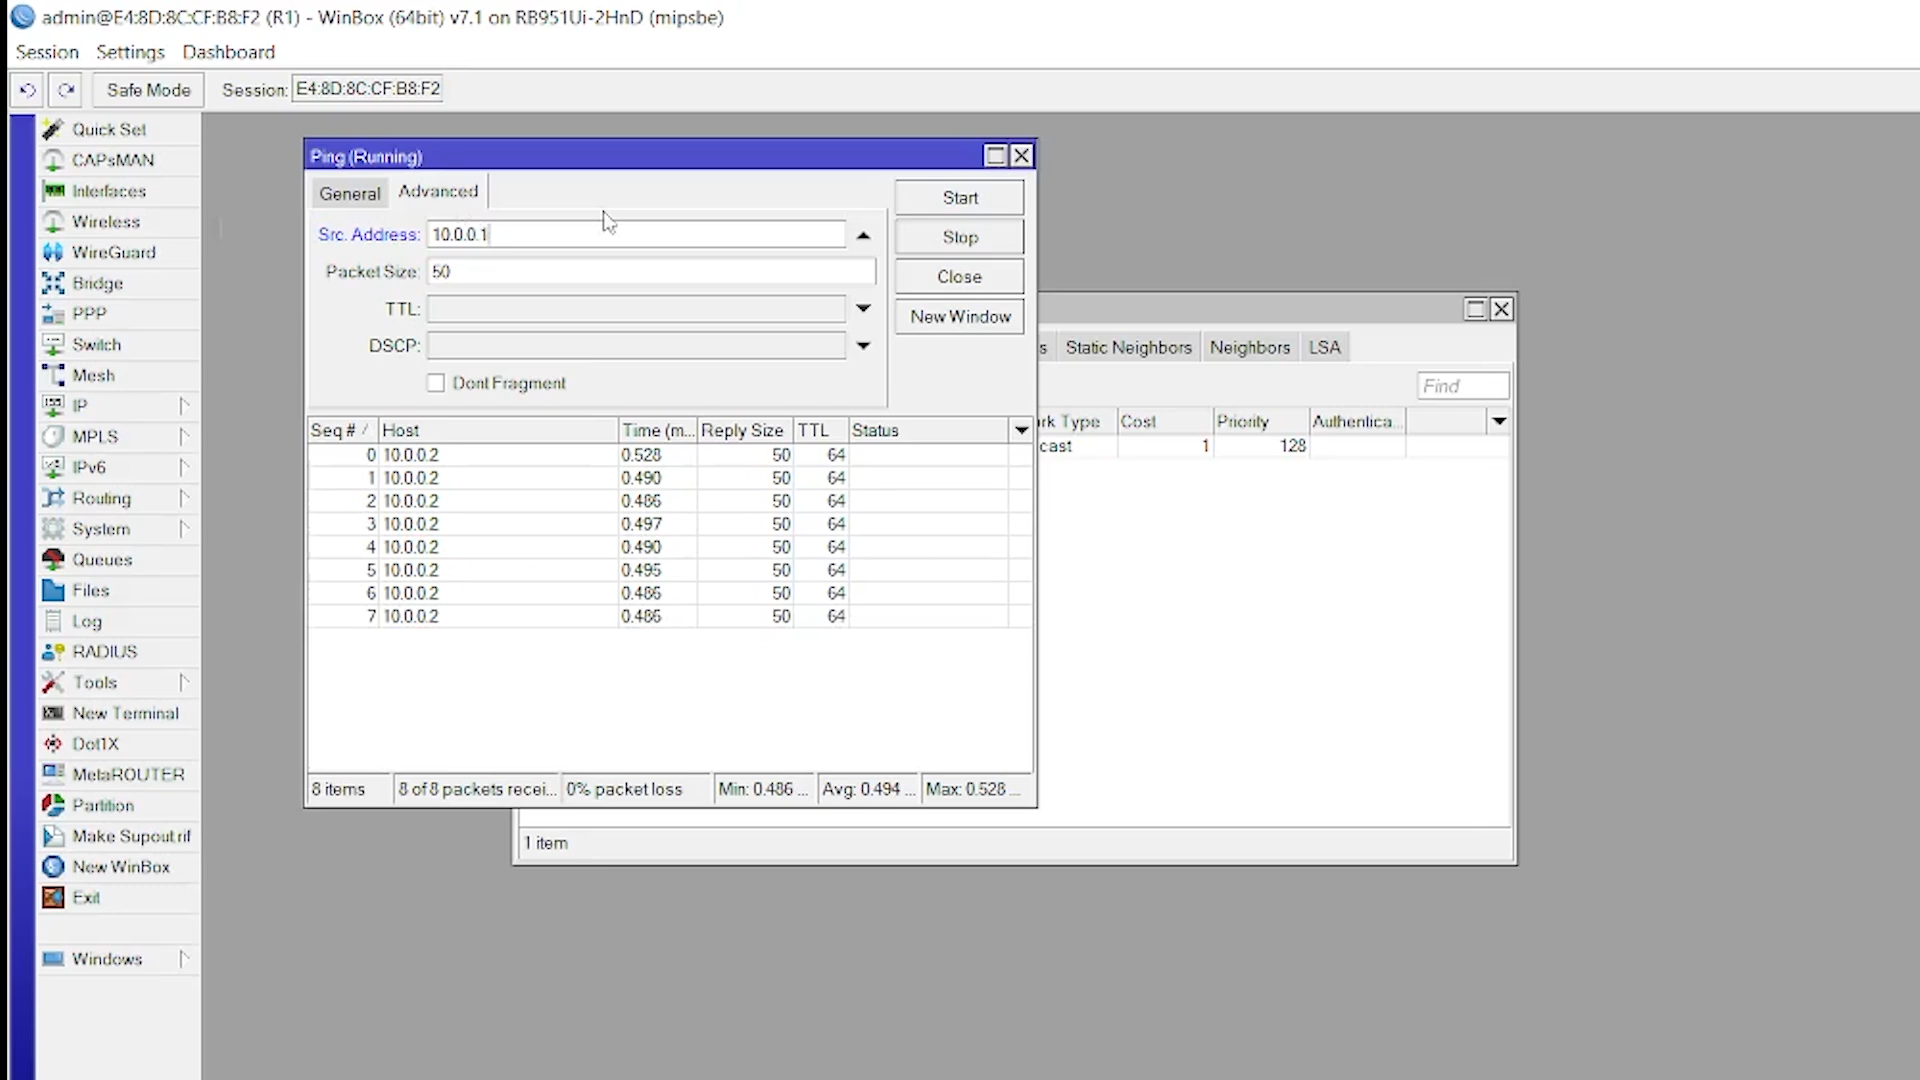 admin@E4:8D:8C:CF:B8:F2 (R1) - WinBox (64bit) v7.1 on RB951Ui-2HnD (mipsbe)
Session Settings Dashboard
Safe Mode Session: E4:8D:8C:CF:B8:F2
Quick Set
CAPsMAN
Interfaces
Wireless
WireGuard
Bridge
PPP
Switch
Mesh
IP
MPLS
IPv6
Routing
System
Queues
Files
Log
RADIUS
Tools
New Terminal
Dot1X
MetaROUTER
Partition
Make Supout.rif
New WinBox
Exit
Windows
Ping (Running)
General Advanced
Src. Address: 10.0.0.1
Packet Size: 50
TTL:
DSCP:
Dont Fragment
Start
Stop
Close
New Window
Seq # Host Time (m... Reply Size TTL Status
0 10.0.0.2 0.528 50 64
1 10.0.0.2 0.490 50 64
2 10.0.0.2 0.486 50 64
3 10.0.0.2 0.497 50 64
4 10.0.0.2 0.490 50 64
5 10.0.0.2 0.495 50 64
6 10.0.0.2 0.486 50 64
7 10.0.0.2 0.486 50 64
8 items 8 of 8 packets recei... 0% packet loss Min: 0.486 ... Avg: 0.494 ... Max: 0.528 ...
s Static Neighbors Neighbors LSA
Find
rk Type Cost Priority Authentica...
cast 1 128
1 item